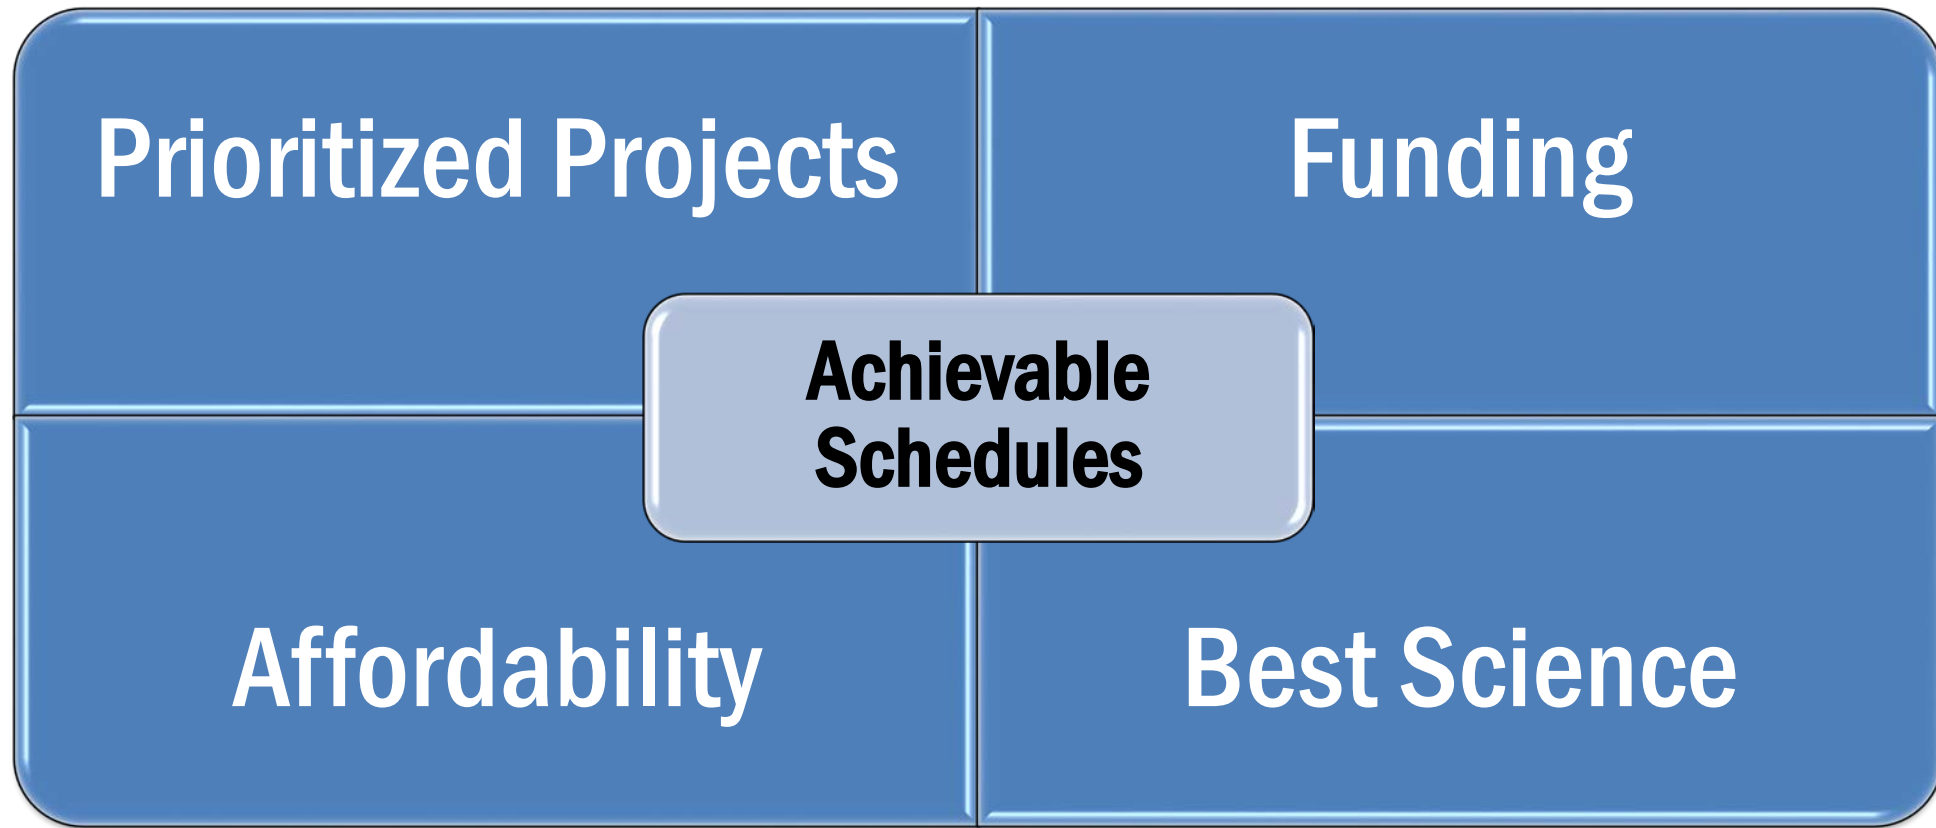 Prioritized Projects
Funding
Achievable
Schedules
Affordability
Best Science